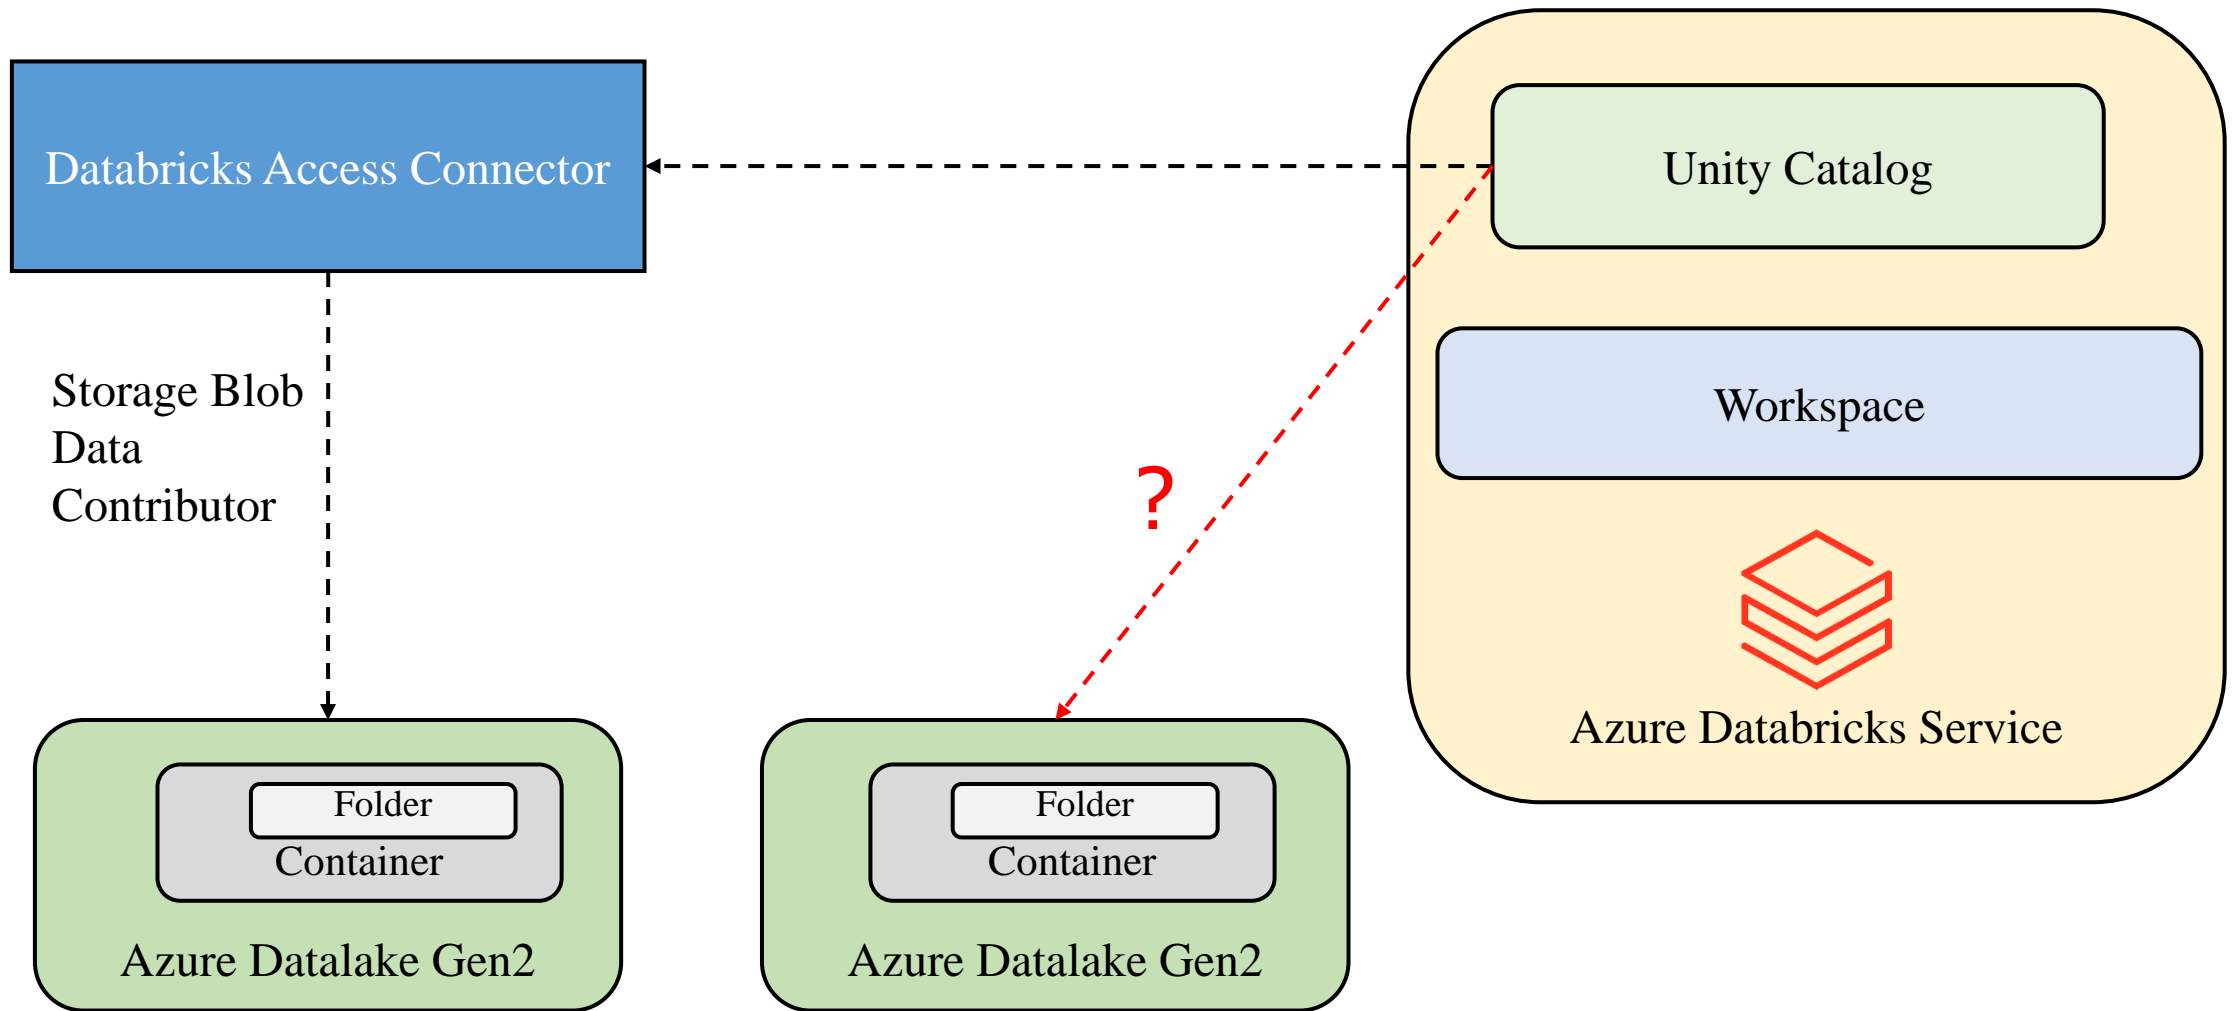 Databricks Access Connector
Unity Catalog
Storage Blob
Data
Contributor
Workspace
?
Azure Databricks Service
Folder
Container
Azure Datalake Gen2
Folder
Container
Azure Datalake Gen2